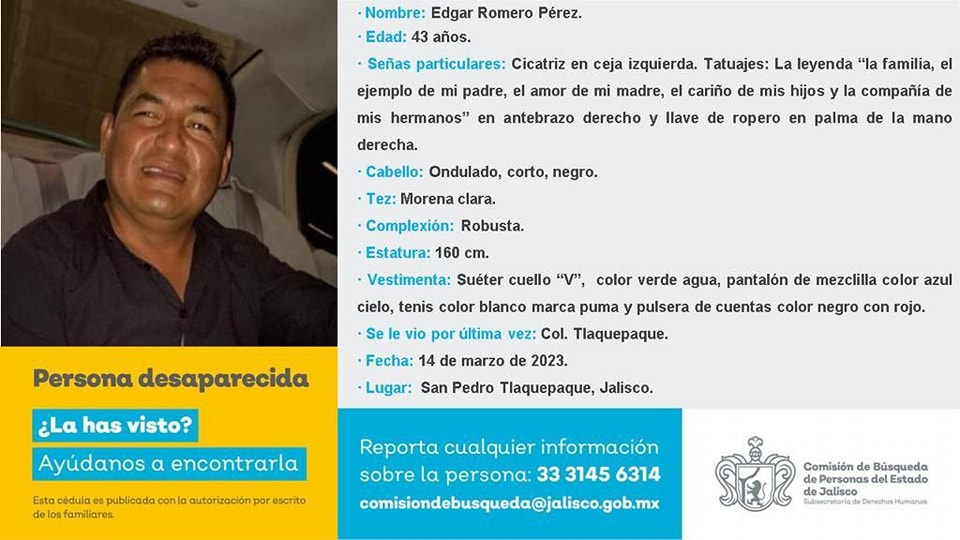 · Nombre: Edgar Romero Pérez.
· Edad: 43 años.
· Señas particulares: Cicatriz en ceja izquierda. Tatuajes: La leyenda “la familia, el
ejemplo de mi padre, el amor de mi madre, el cariño de mis hijos y la compañía de
mis hermanos” en antebrazo derecho y llave de ropero en palma de la mano
derecha.
· Cabello: Ondulado, corto, negro.
· Tez: Morena clara.
· Complexión: Robusta.
· Estatura: 160 cm.
· Vestimenta: Suéter cuello “V”, color verde agua, pantalón de mezclilla color azul
cielo, tenis color blanco marca puma y pulsera de cuentas color negro con rojo.
· Se le vio por última vez: Col. Tlaquepaque.
· Fecha: 14 de marzo de 2023.
· Lugar: San Pedro Tlaquepaque, Jalisco.
Persona desaparecida
¿La has visto?
Ayúdanos a encontrarla
Esta cédula es publicada con la autorización por escrito
de los familiares.
Reporta cualquier información
sobre la persona: 33 3145 6314
comisiondebusqueda@jalisco.gob.mx
Comisión de Búsqueda
de Personas del Estado
de Jalisco
Subsecretaría de Derechos Humanos